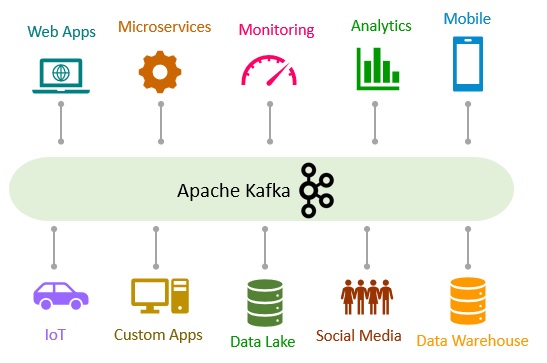 Web Apps
Microservices
Monitoring
Analytics
Mobile
Apache Kafka
IoT
Custom Apps
Data Lake
Social Media
Data Warehouse